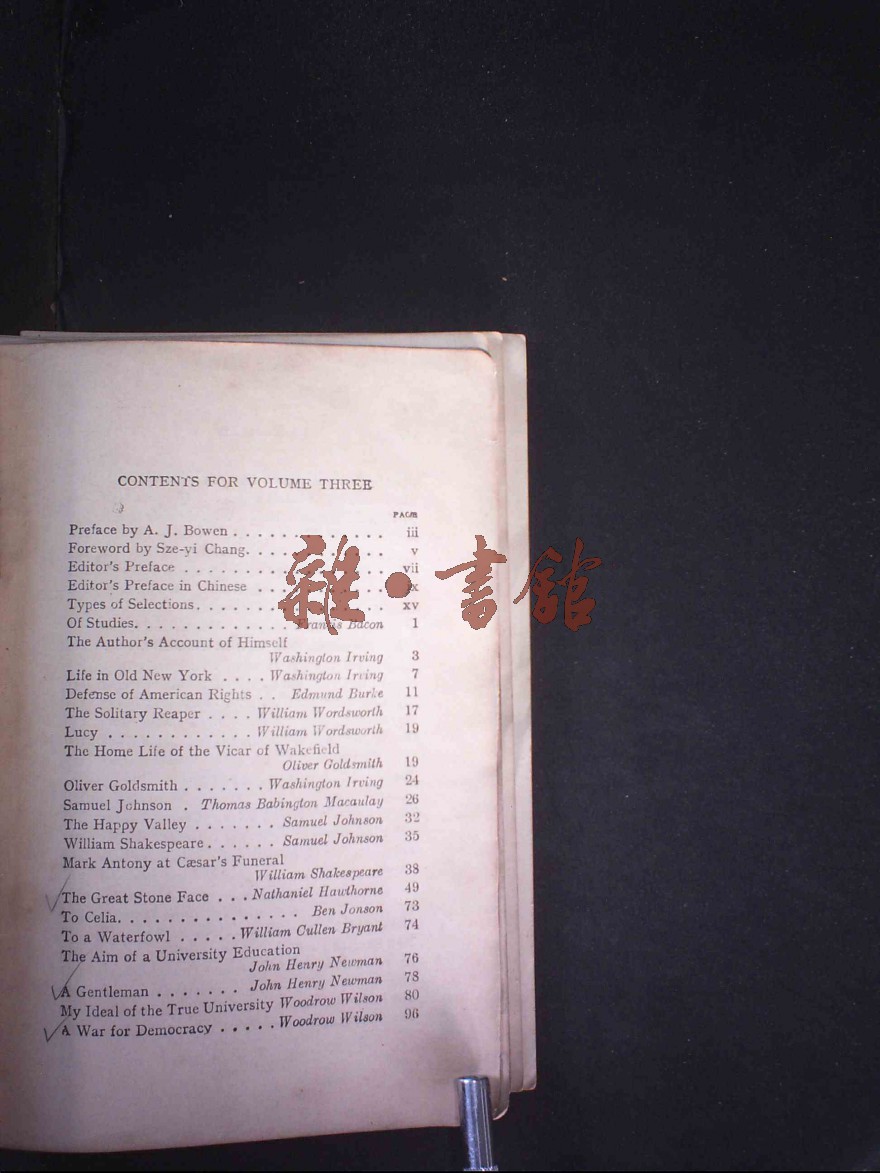 CONTENTS FOR VOLUME THREE
PAGE
Preface by A. J. Bowen . . . . . . . . . . . . iii
Foreword by Sze-yi Chang. . . . . . . . . . . v
Editor's Preface . . . . . . . . . . . . . . . vii
Editor's Preface in Chinese . . . . . . . . . . ix
Types of Selections. . . . . . . . . . . . . . xv
Of Studies. . . . . . . . . . . . . Francis Bacon 1
The Author's Account of Himself
Washington Irving 3
Life in Old New York . . . . Washington Irving 7
Defense of American Rights . . Edmund Burke 11
The Solitary Reaper . . . . William Wordsworth 17
Lucy . . . . . . . . . . . . William Wordsworth 19
The Home Life of the Vicar of Wakefield
Oliver Goldsmith 19
Oliver Goldsmith . . . . . . . Washington Irving 24
Samuel Johnson . Thomas Babington Macaulay 26
The Happy Valley . . . . . . . Samuel Johnson 32
William Shakespeare . . . . . . Samuel Johnson 35
Mark Antony at Cæsar's Funeral
William Shakespeare 38
The Great Stone Face . . . Nathaniel Hawthorne 49
To Celia. . . . . . . . . . . . . . . . Ben Jonson 73
To a Waterfowl . . . . . William Cullen Bryant 74
The Aim of a University Education
John Henry Newman 76
A Gentleman . . . . . . . John Henry Newman 78
My Ideal of the True University Woodrow Wilson 80
A War for Democracy . . . . . Woodrow Wilson 96
雜·書館